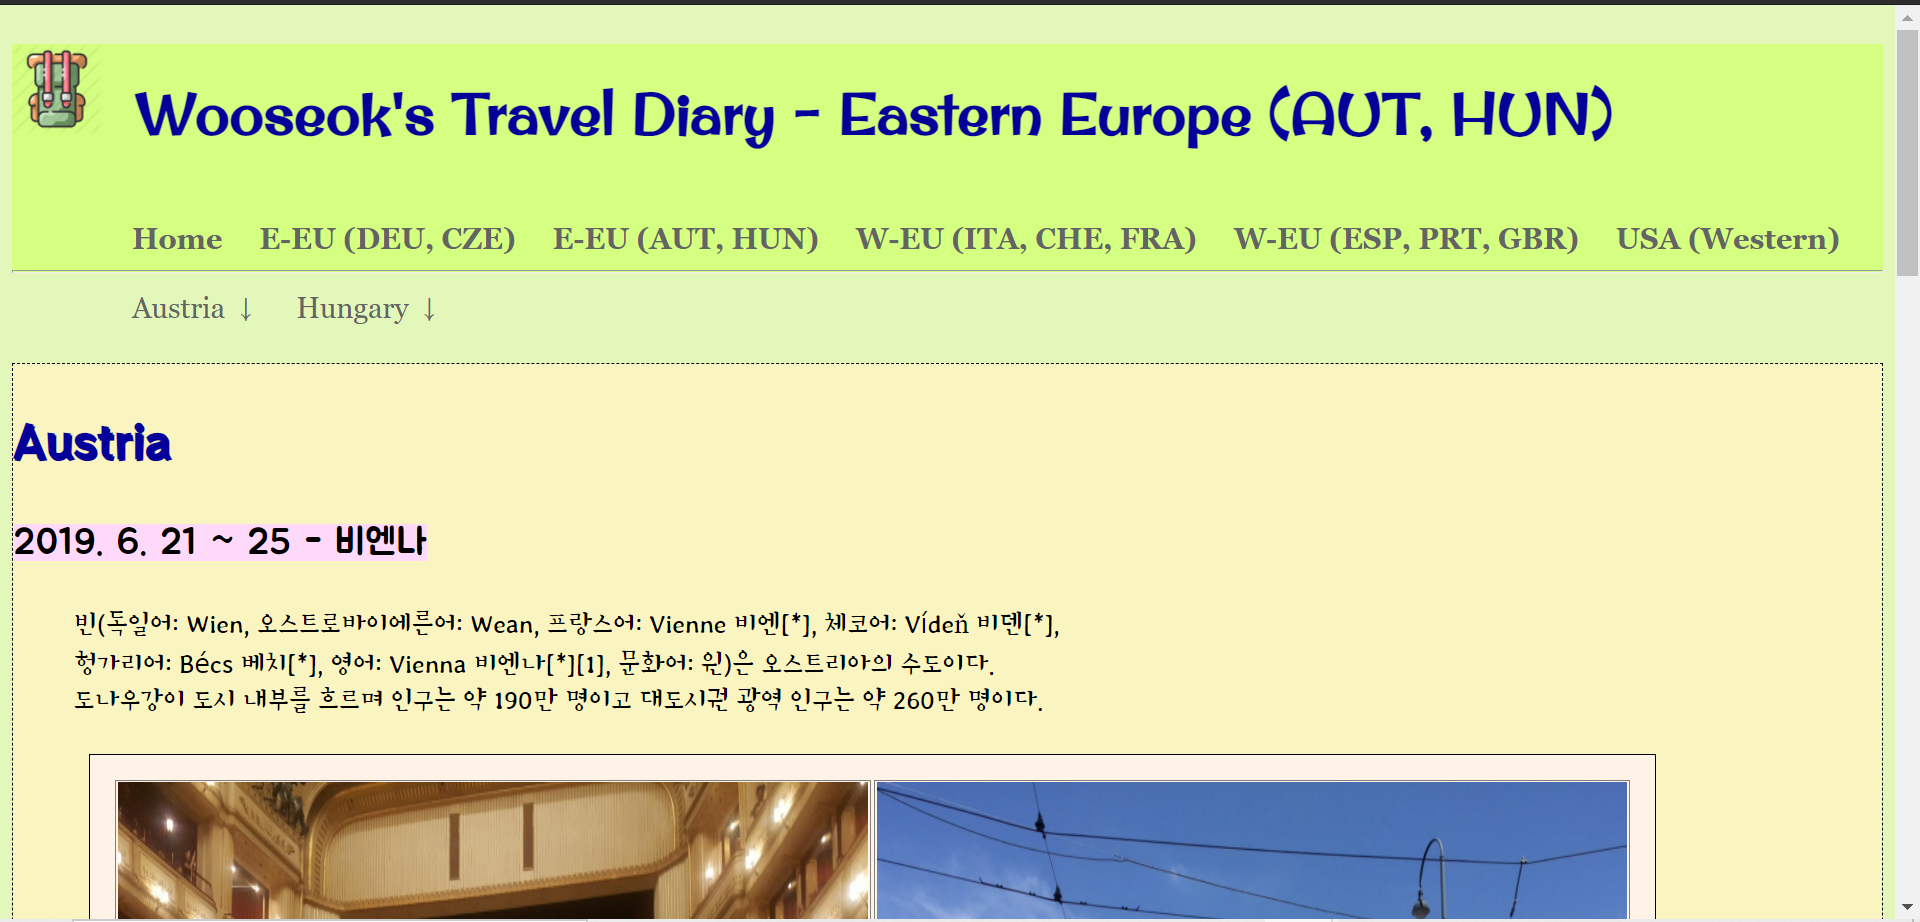 Wooseok's Travel Diary - Eastern Europe (AUT, HUN)
Home E-EU (DEU, CZE) E-EU (AUT, HUN) W-EU (ITA, CHE, FRA) W-EU (ESP, PRT, GBR) USA (Western)
Austria ↓ Hungary ↓
Austria
2019. 6. 21 ~ 25 - 비엔나
빈(독일어: Wien, 오스트로바이에른어: Wean, 프랑스어: Vienne 비엔[*], 체코어: Vídeň 비덴[*],
헝가리어: Bécs 베치[*], 영어: Vienna 비엔나[*][1], 문화어: 윈)은 오스트리아의 수도이다.
도나우강이 도시 내부를 흐르며 인구는 약 190만 명이고 대도시권 광역 인구는 약 260만 명이다.